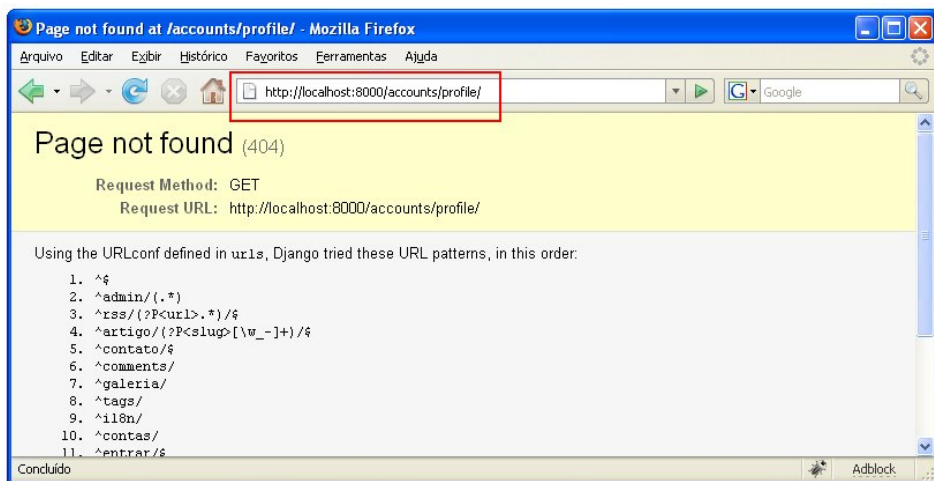 Page not found at /accounts/profile/ - Mozilla Firefox
Arquivo Editar Exibir Histórico Favoritos Ferramentas Ajuda
http://localhost:8000/accounts/profile/ G Google
Page not found (404)
Request Method: GET
Request URL: http://localhost:8000/accounts/profile/
Using the URLconf defined in urls, Django tried these URL patterns, in this order:
1. ^$
2. ^admin/(.*)
3. ^rss/(?P<url>.*)/$
4. ^artigo/(?P<slug>[\w_-]+)/$
5. ^contato/$
6. ^comments/
7. ^galeria/
8. ^tags/
9. ^i18n/
10. ^contas/
11. ^entrar/$
Concluído Adblock